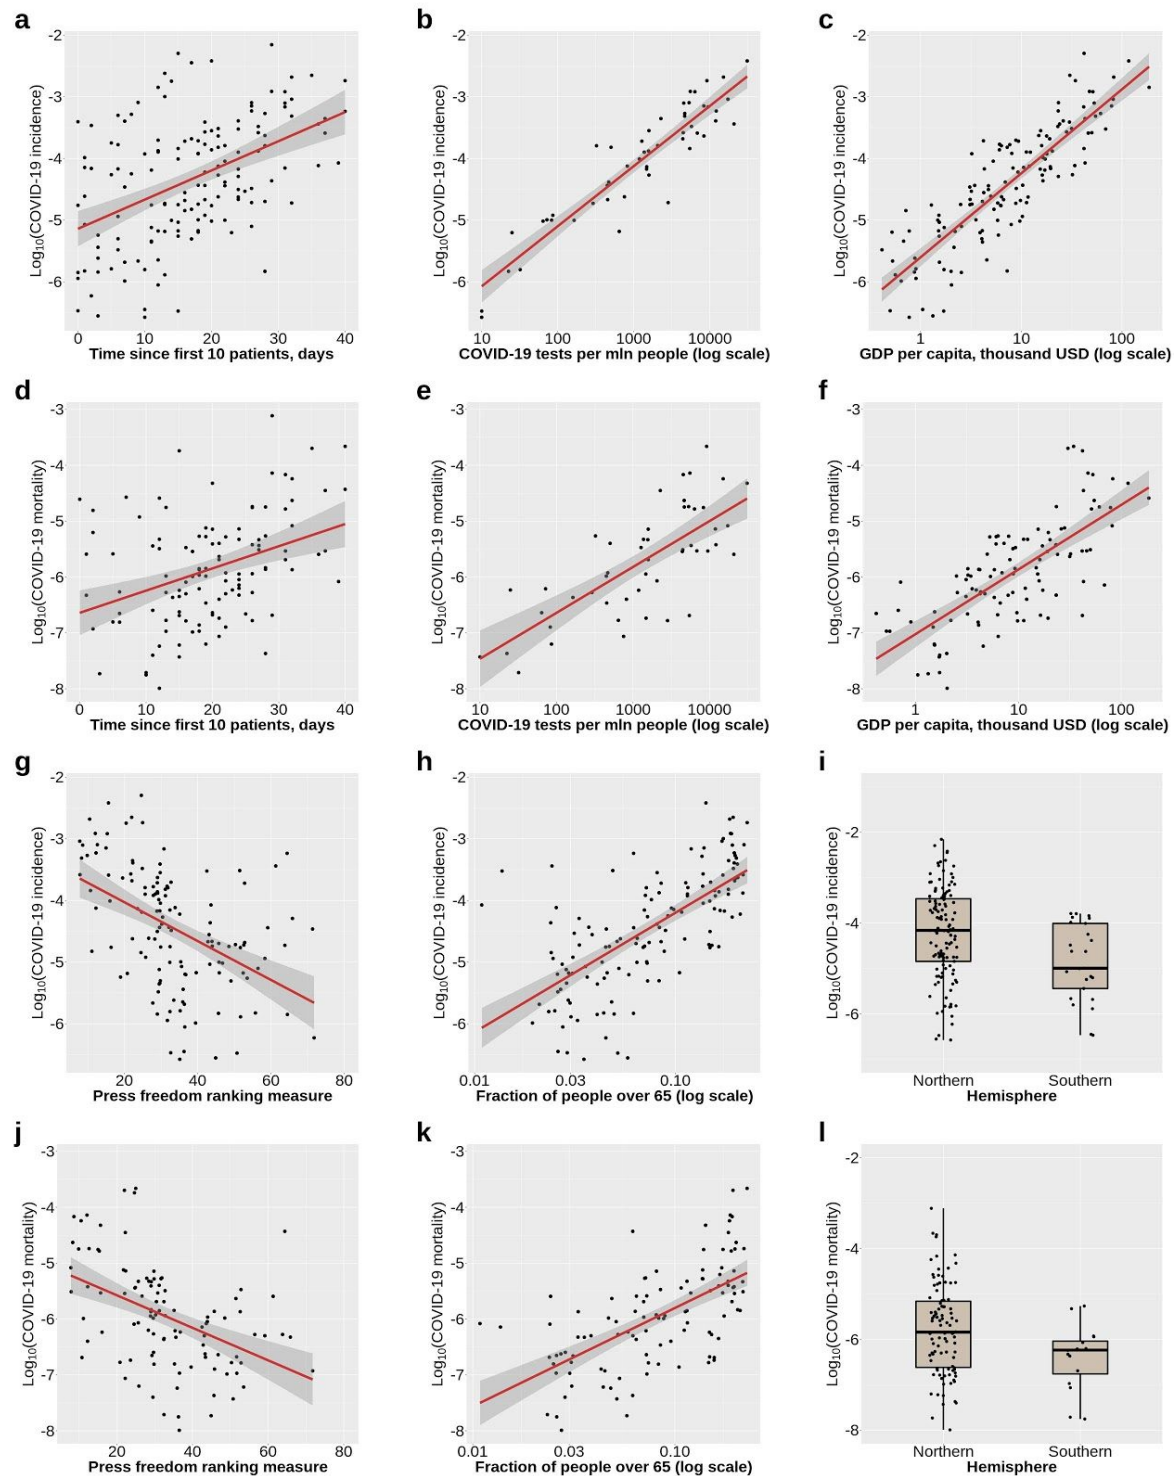 a
Log10(COVID-19 incidence)
-2
-3
-4
-5
-6
0 10 20 30 40
Time since first 10 patients, days
b
Log10(COVID-19 incidence)
-2
-3
-4
-5
-6
10 100 1000 10000
COVID-19 tests per mln people (log scale)
c
Log10(COVID-19 incidence)
-2
-3
-4
-5
-6
1 10 100
GDP per capita, thousand USD (log scale)
d
Log10(COVID-19 mortality)
-3
-4
-5
-6
-7
-8
0 10 20 30 40
Time since first 10 patients, days
e
Log10(COVID-19 mortality)
-3
-4
-5
-6
-7
-8
10 100 1000 10000
COVID-19 tests per mln people (log scale)
f
Log10(COVID-19 mortality)
-3
-4
-5
-6
-7
-8
1 10 100
GDP per capita, thousand USD (log scale)
g
Log10(COVID-19 incidence)
-2
-3
-4
-5
-6
20 40 60 80
Press freedom ranking measure
h
Log10(COVID-19 incidence)
-2
-3
-4
-5
-6
0.01 0.03 0.10
Fraction of people over 65 (log scale)
i
Log10(COVID-19 incidence)
-2
-4
-6
Northern Southern
Hemisphere
j
Log10(COVID-19 mortality)
-3
-4
-5
-6
-7
-8
20 40 60 80
Press freedom ranking measure
k
Log10(COVID-19 mortality)
-3
-4
-5
-6
-7
-8
0.01 0.03 0.10
Fraction of people over 65 (log scale)
l
Log10(COVID-19 mortality)
-2
-4
-6
-8
Northern Southern
Hemisphere